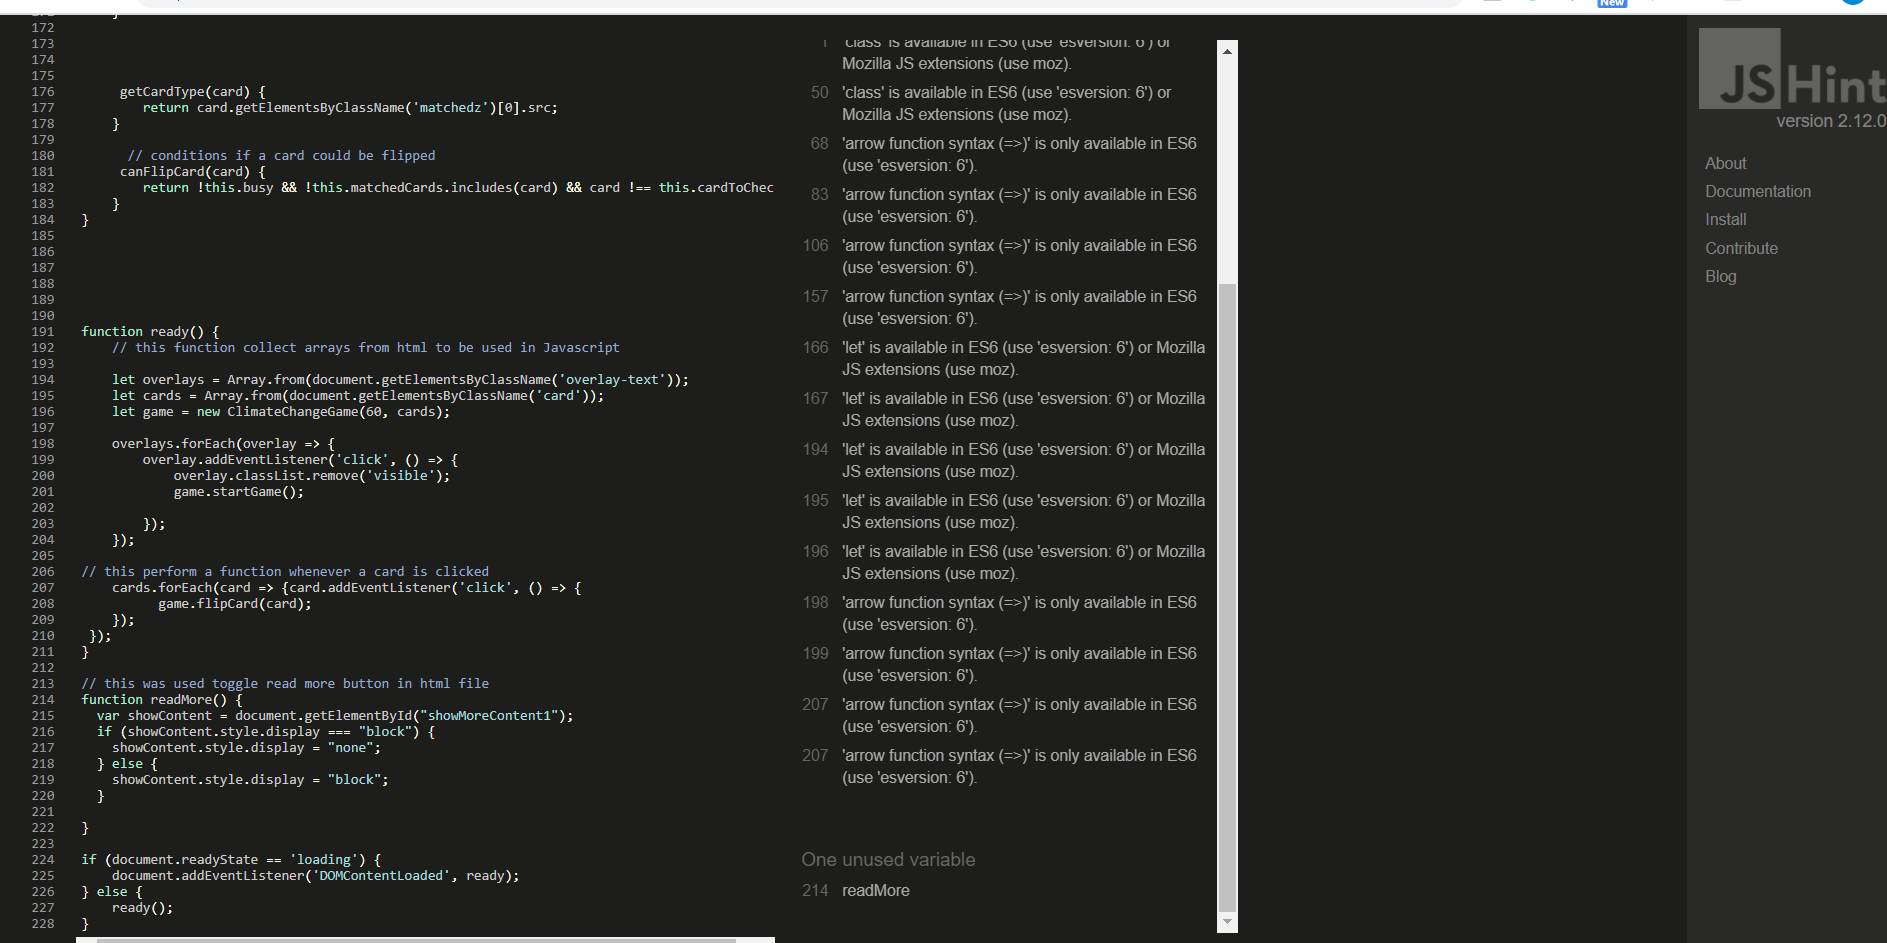 New
172
173
174
175
176 getCardType(card) {
177 return card.getElementsByClassName('matchedz')[0].src;
178 }
179
180 // conditions if a card could be flipped
181 canFlipCard(card) {
182 return !this.busy && !this.matchedCards.includes(card) && card !== this.cardToChec
183 }
184 }
185
186
187
188
189
190
191 function ready() {
192 // this function collect arrays from html to be used in Javascript
193
194 let overlays = Array.from(document.getElementsByClassName('overlay-text'));
195 let cards = Array.from(document.getElementsByClassName('card'));
196 let game = new ClimateChangeGame(60, cards);
197
198 overlays.forEach(overlay => {
199 overlay.addEventListener('click', () => {
200 overlay.classList.remove('visible');
201 game.startGame();
202
203 });
204 });
205
206 // this perform a function whenever a card is clicked
207 cards.forEach(card => {card.addEventListener('click', () => {
208 game.flipCard(card);
209 });
210 });
211 }
212
213 // this was used toggle read more button in html file
214 function readMore() {
215 var showContent = document.getElementById("showMoreContent1");
216 if (showContent.style.display === "block") {
217 showContent.style.display = "none";
218 } else {
219 showContent.style.display = "block";
220 }
221
222 }
223
224 if (document.readyState == 'loading') {
225 document.addEventListener('DOMContentLoaded', ready);
226 } else {
227 ready();
228 }
1 'class' is available in ES6 (use 'esversion: 6') or
Mozilla JS extensions (use moz).
50 'class' is available in ES6 (use 'esversion: 6') or
Mozilla JS extensions (use moz).
68 'arrow function syntax (=>)' is only available in ES6
(use 'esversion: 6').
83 'arrow function syntax (=>)' is only available in ES6
(use 'esversion: 6').
106 'arrow function syntax (=>)' is only available in ES6
(use 'esversion: 6').
157 'arrow function syntax (=>)' is only available in ES6
(use 'esversion: 6').
166 'let' is available in ES6 (use 'esversion: 6') or Mozilla
JS extensions (use moz).
167 'let' is available in ES6 (use 'esversion: 6') or Mozilla
JS extensions (use moz).
194 'let' is available in ES6 (use 'esversion: 6') or Mozilla
JS extensions (use moz).
195 'let' is available in ES6 (use 'esversion: 6') or Mozilla
JS extensions (use moz).
196 'let' is available in ES6 (use 'esversion: 6') or Mozilla
JS extensions (use moz).
198 'arrow function syntax (=>)' is only available in ES6
(use 'esversion: 6').
199 'arrow function syntax (=>)' is only available in ES6
(use 'esversion: 6').
207 'arrow function syntax (=>)' is only available in ES6
(use 'esversion: 6').
207 'arrow function syntax (=>)' is only available in ES6
(use 'esversion: 6').
One unused variable
214 readMore
JSHint
version 2.12.0
About
Documentation
Install
Contribute
Blog